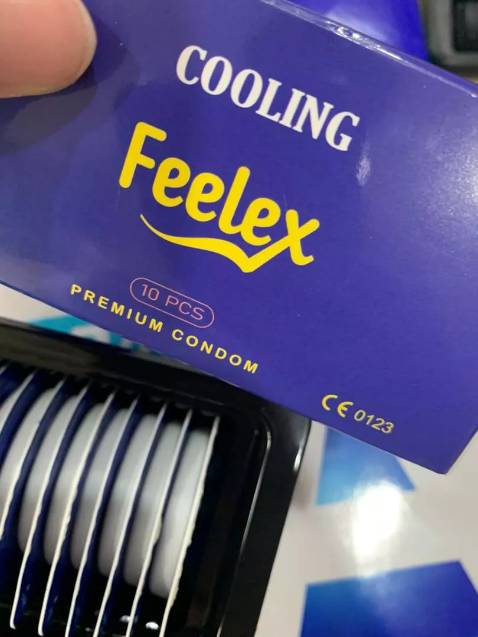 COOLING
Feelex
10 PCS
PREMIUM CONDOM
CE 0123